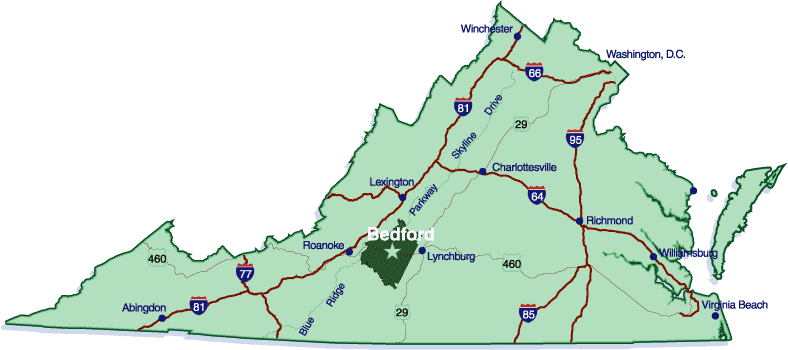 Winchester
Washington, D.C.
66
81
Skyline Drive
29
95
Charlottesville
Lexington
Parkway
64
Richmond
Bedford
Roanoke
Lynchburg
460
Williamsburg
460
77
Blue Ridge
Abingdon
81
29
85
Virginia Beach